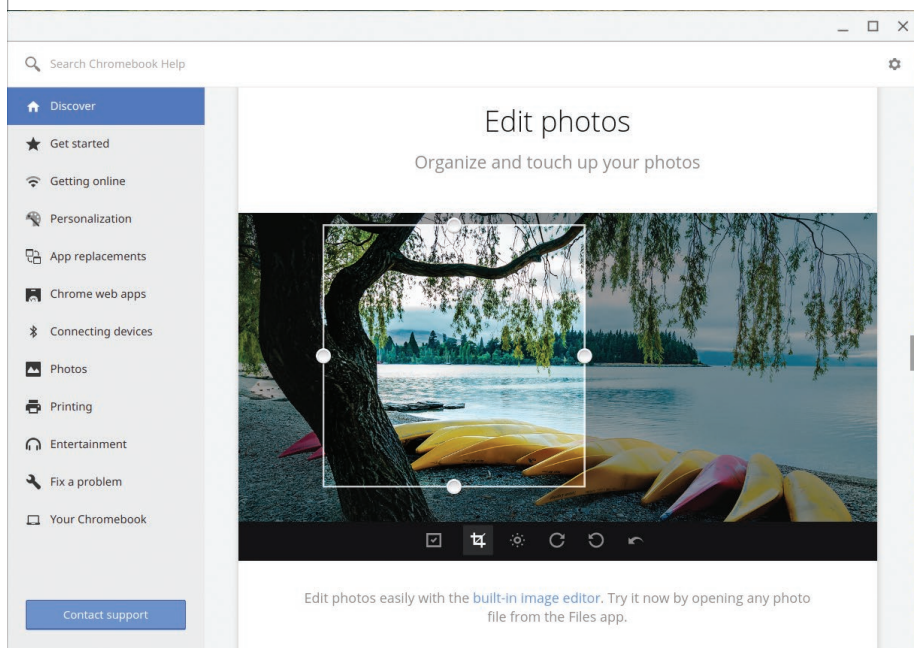 Search Chromebook Help
Discover
Get started
Getting online
Personalization
App replacements
Chrome web apps
Connecting devices
Photos
Printing
Entertainment
Fix a problem
Your Chromebook
Contact support
Edit photos
Organize and touch up your photos
Edit photos easily with the built-in image editor. Try it now by opening any photo
file from the Files app.